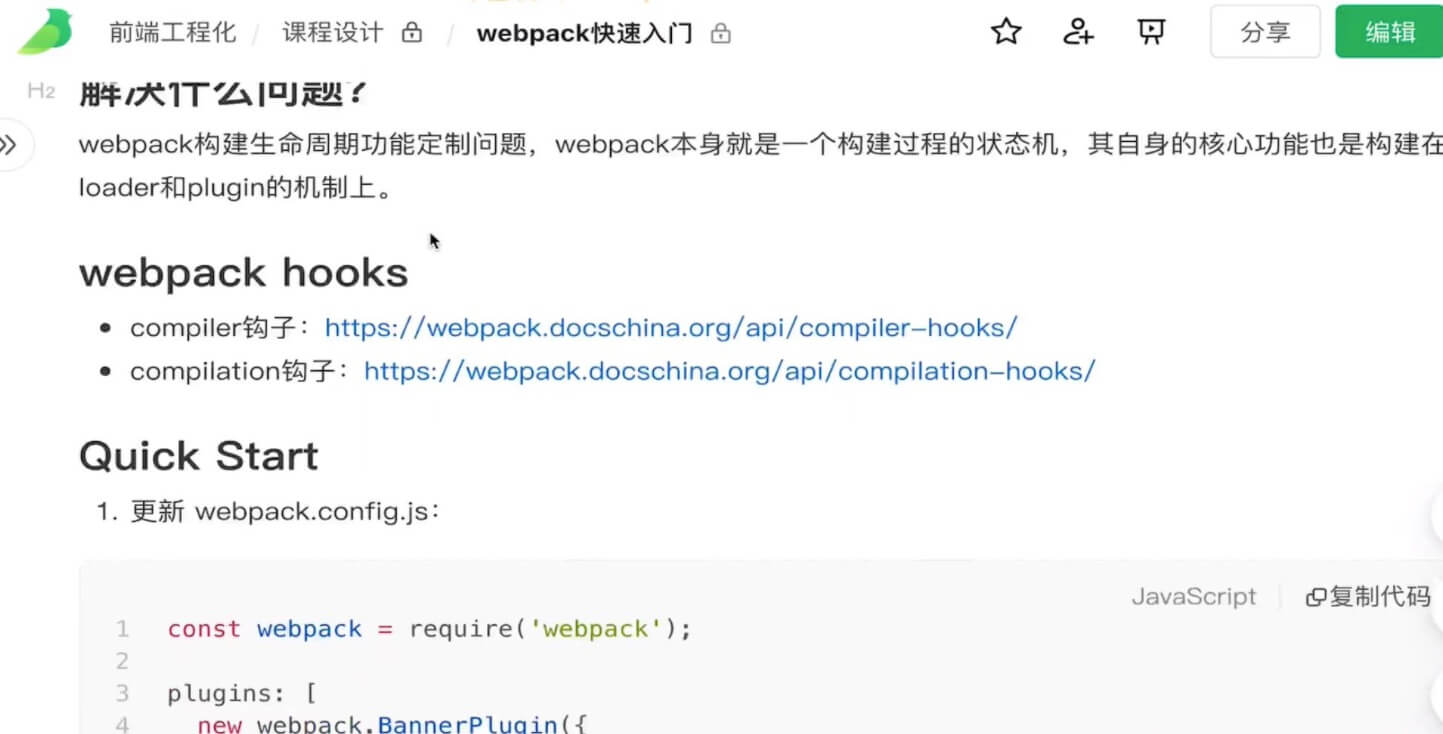 前端工程化 / 课程设计 / webpack快速入门
分享
编辑
H2
解决什么问题?
webpack构建生命周期功能定制问题，webpack本身就是一个构建过程的状态机，其自身的核心功能也是构建在
loader和plugin的机制上。
webpack hooks
• compiler钩子：https://webpack.docschina.org/api/compiler-hooks/
• compilation钩子：https://webpack.docschina.org/api/compilation-hooks/
Quick Start
1. 更新 webpack.config.js：
JavaScript
复制代码
1 const webpack = require('webpack');
2
3 plugins: [
4 new webpack.BannerPlugin({